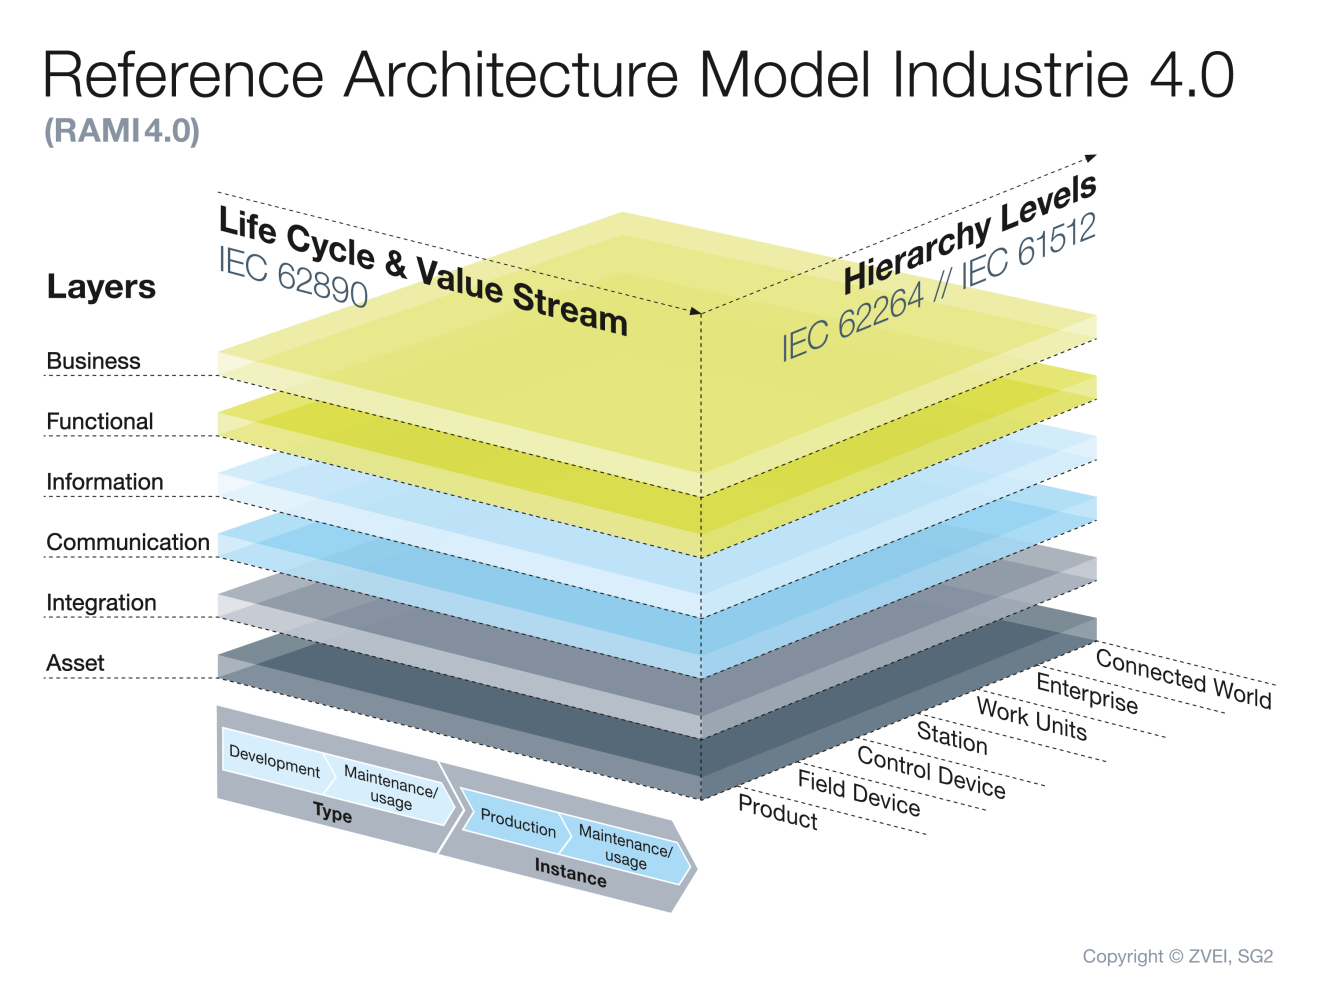 Reference Architecture Model Industrie 4.0
(RAMI 4.0)
Life Cycle & Value Stream
IEC 62890
Hierarchy Levels
IEC 62264 // IEC 61512
Layers
Business
Functional
Information
Communication
Integration
Asset
Connected World
Enterprise
Work Units
Station
Control Device
Field Device
Product
Development
Maintenance/
usage
Type
Production
Maintenance/
usage
Instance
Copyright © ZVEI, SG2